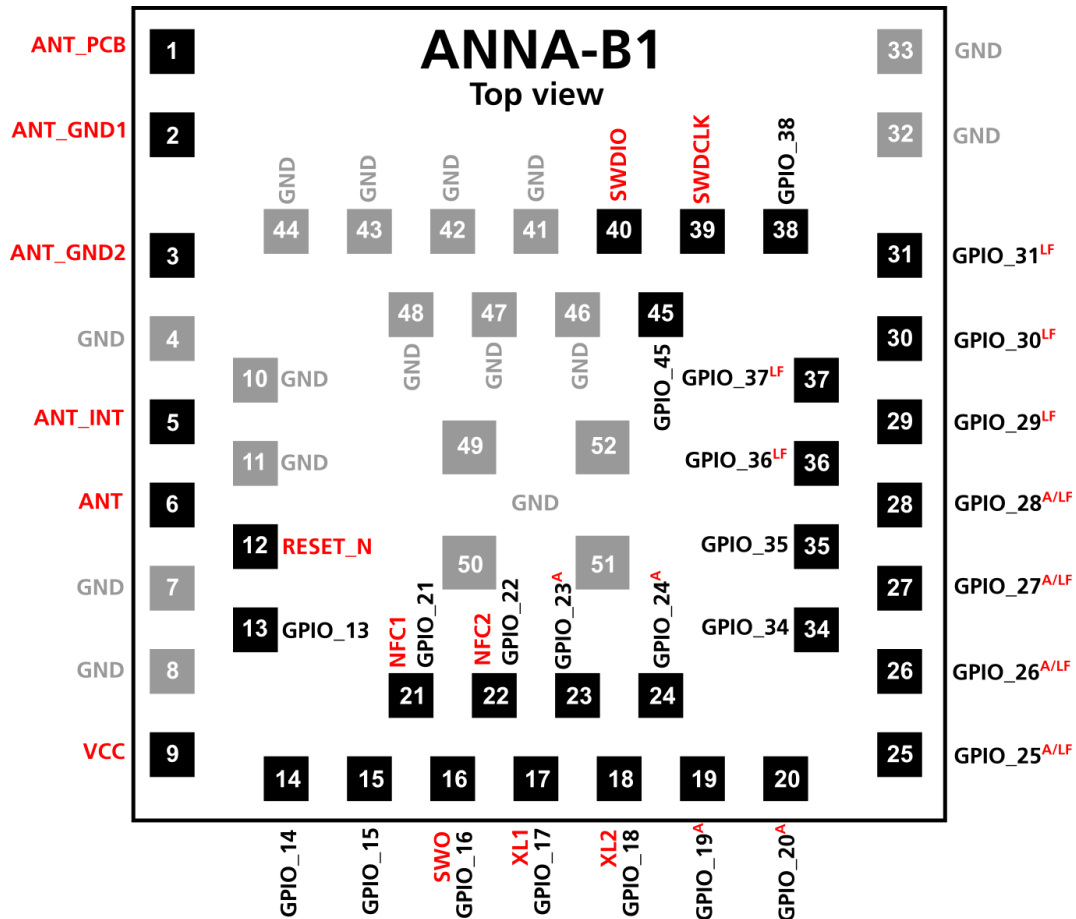 ANNA-B1
Top view
ANT_PCB 1
33 GND
ANT_GND1 2
32 GND
GND
GND
GND
GND
SWDIO
SWDCLK
GPIO_38
44 43 42 41 40 39 38
ANT_GND2 3
31 GPIO_31LF
48 47 46 45
GND
GND
GND
GPIO_45
GND 4
30 GPIO_30LF
10 GND
GPIO_37LF 37
ANT_INT 5
29 GPIO_29LF
49 52
11 GND
GPIO_36LF 36
ANT 6
GND
28 GPIO_28A/LF
12 RESET_N
GPIO_35 35
50 51
GND 7
27 GPIO_27A/LF
13 GPIO_13
GPIO_34 34
NFC1
GPIO_21
NFC2
GPIO_22
GPIO_23A
GPIO_24A
GND 8
26 GPIO_26A/LF
21 22 23 24
VCC 9
25 GPIO_25A/LF
14 15 16 17 18 19 20
GPIO_14
GPIO_15
SWO
GPIO_16
XL1
GPIO_17
XL2
GPIO_18
GPIO_19A
GPIO_20A